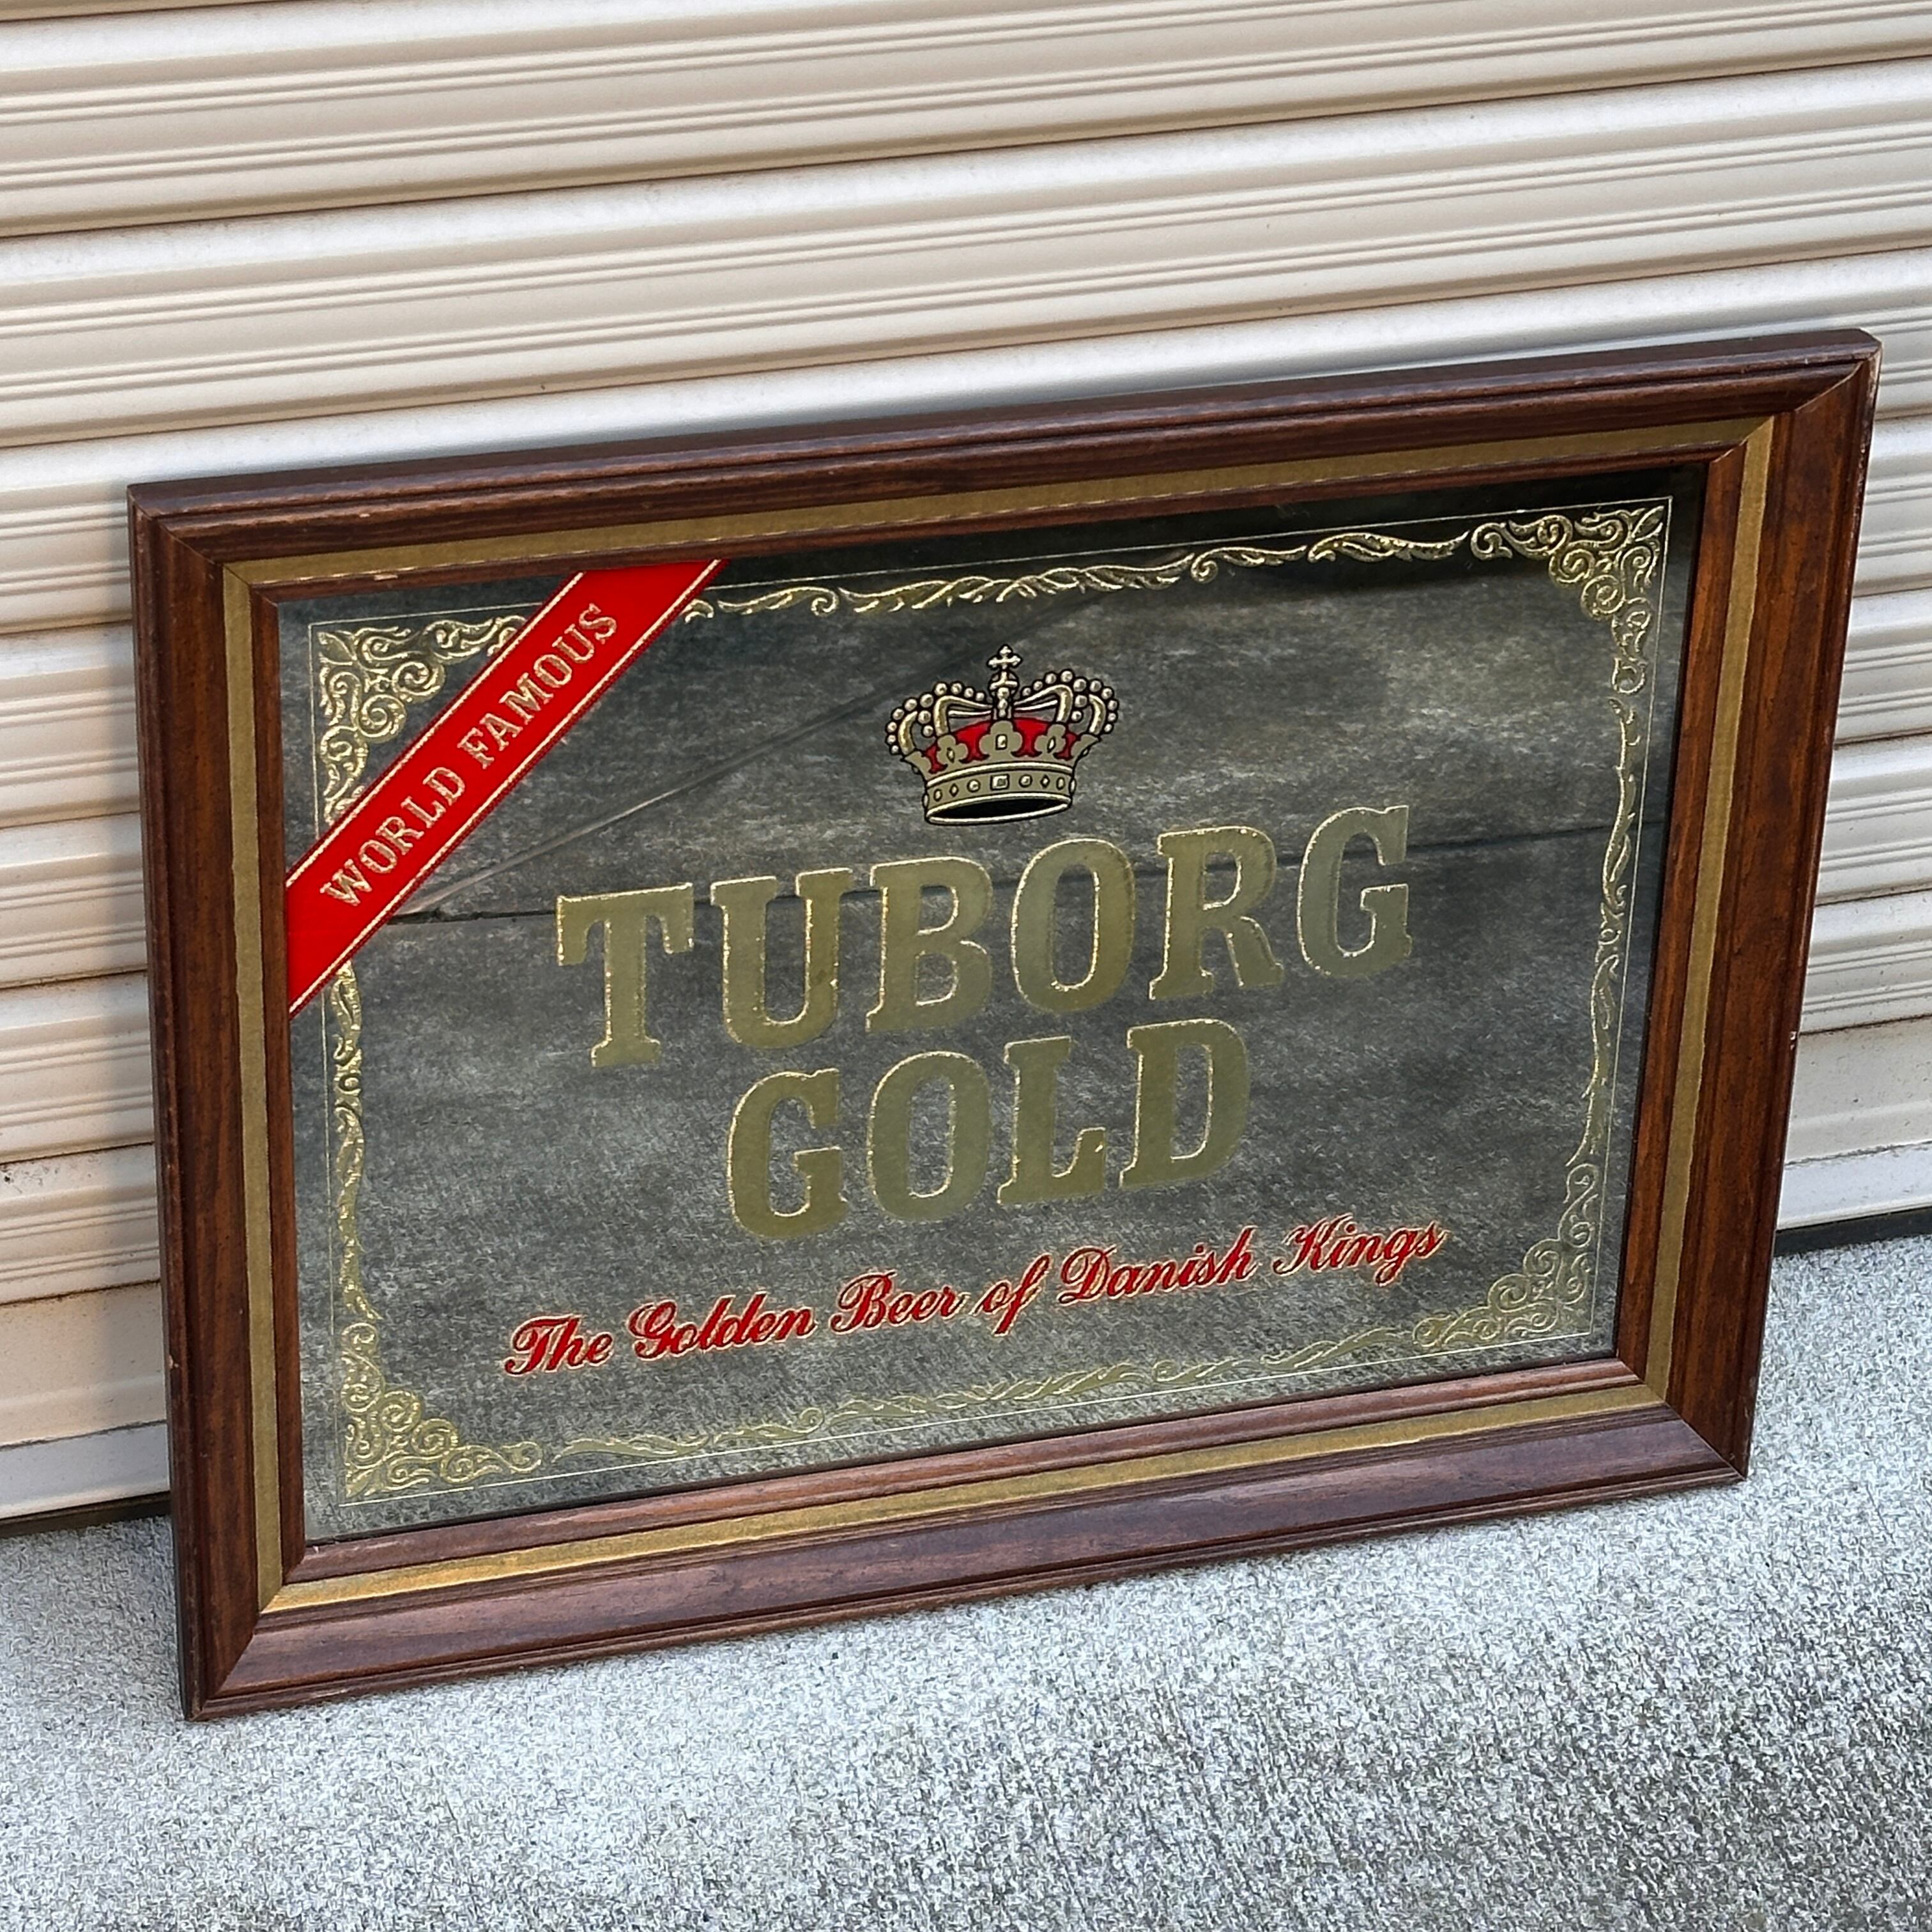 WORLD FAMOUS
TUBORG
GOLD
The Golden Beer of Danish Kings